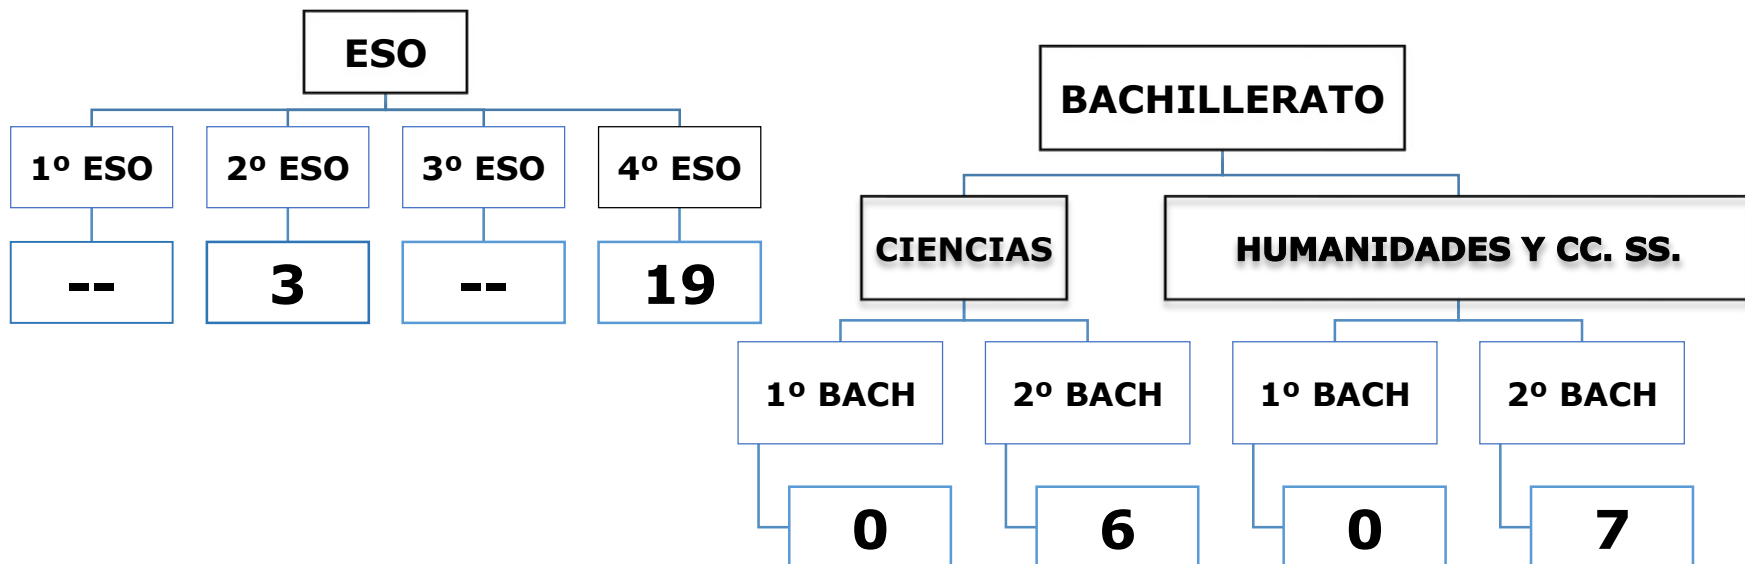 ESO
1º ESO
2º ESO
3º ESO
4º ESO
--
3
--
19
BACHILLERATO
CIENCIAS
HUMANIDADES Y CC. SS.
1º BACH
2º BACH
1º BACH
2º BACH
0
6
0
7